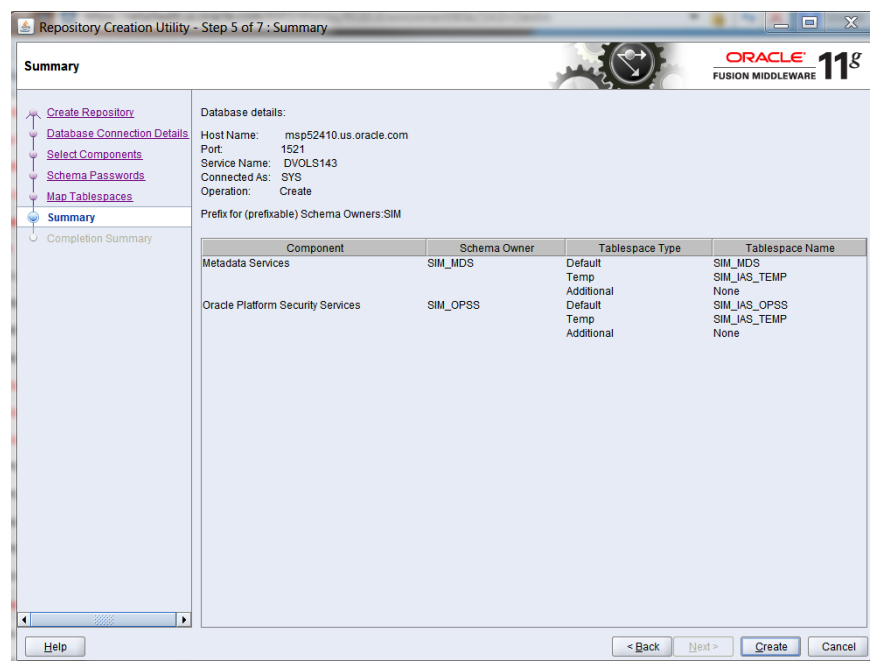 Repository Creation Utility - Step 5 of 7 : Summary
Summary
ORACLE
FUSION MIDDLEWARE 11g
Create Repository
Database Connection Details
Select Components
Schema Passwords
Map Tablespaces
Summary
Completion Summary
Database details:
Host Name: msp52410.us.oracle.com
Port: 1521
Service Name: DVOLS143
Connected As: SYS
Operation: Create
Prefix for (prefixable) Schema Owners:SIM
Component Schema Owner Tablespace Type Tablespace Name
Metadata Services SIM_MDS Default SIM_MDS
Temp SIM_IAS_TEMP
Additional None
Oracle Platform Security Services SIM_OPSS Default SIM_IAS_OPSS
Temp SIM_IAS_TEMP
Additional None
Help < Back Next > Create Cancel